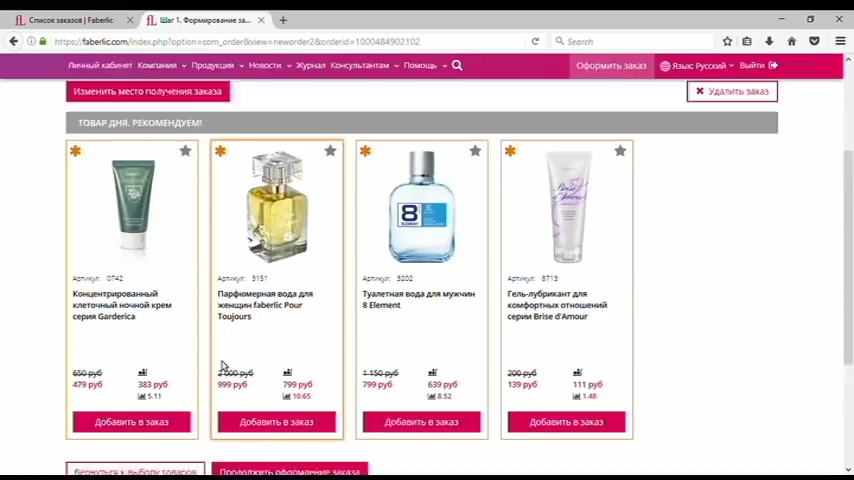 Список заказов | Faberlic
Шаг 1. Формирование за...
https://faberlic.com/index.php?option=com_order&view=neworder2&orderid=1000484902102
Search
Личный кабинет Компания Продукция Новости Журнал Консультантам Помощь Оформить заказ Язык: Русский Выйти
Изменить место получения заказа
Удалить заказ
ТОВАР ДНЯ. РЕКОМЕНДУЕМ!
Артикул: 0742
Концентрированный
клеточный ночной крем
серия Garderica
650 руб
479 руб 383 руб
5.11
Добавить в заказ
Артикул: 3151
Парфюмерная вода для
женщин faberlic Pour
Toujours
2 000 руб
999 руб 799 руб
10.65
Добавить в заказ
8 ELEMENT
Артикул: 3202
Туалетная вода для мужчин
8 Element
1 150 руб
799 руб 639 руб
8.52
Добавить в заказ
Brise d'Amour
Артикул: 8713
Гель-лубрикант для
комфортных отношений
серии Brise d'Amour
200 руб
139 руб 111 руб
1.48
Добавить в заказ
Вернуться к выбору товаров
Продолжить оформление заказа